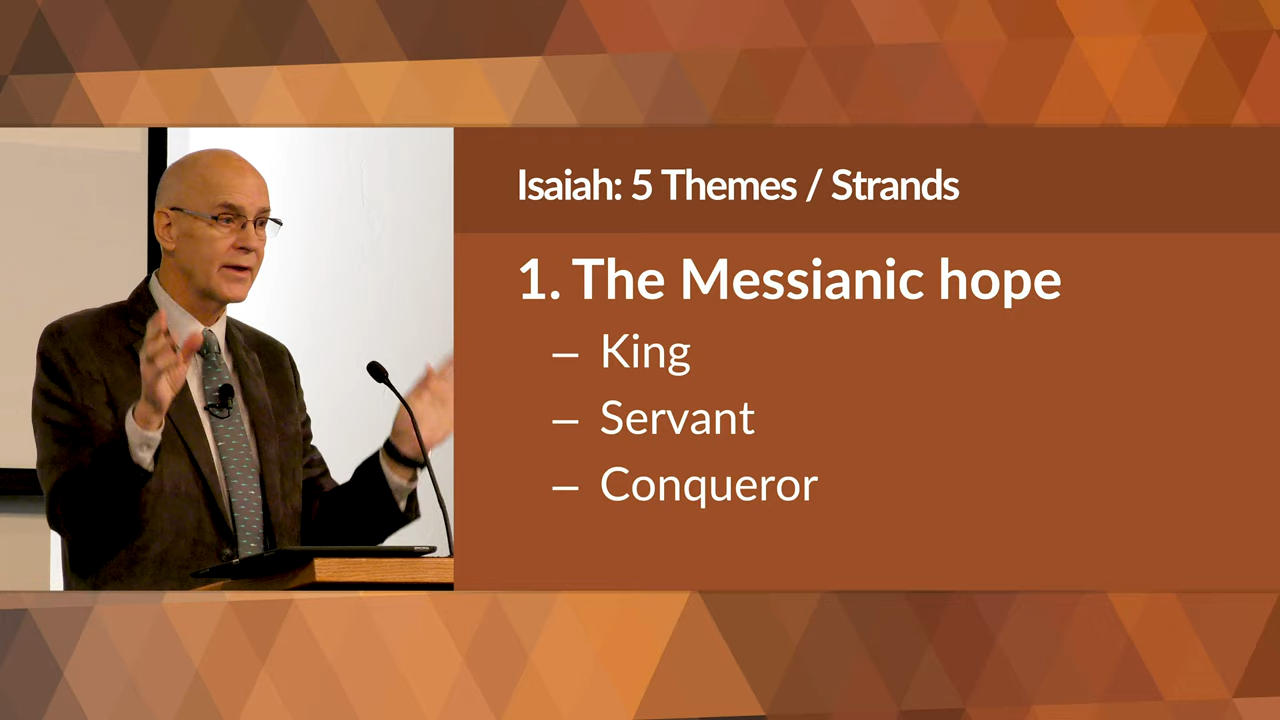 Isaiah: 5 Themes / Strands
1. The Messianic hope
– King
– Servant
– Conqueror